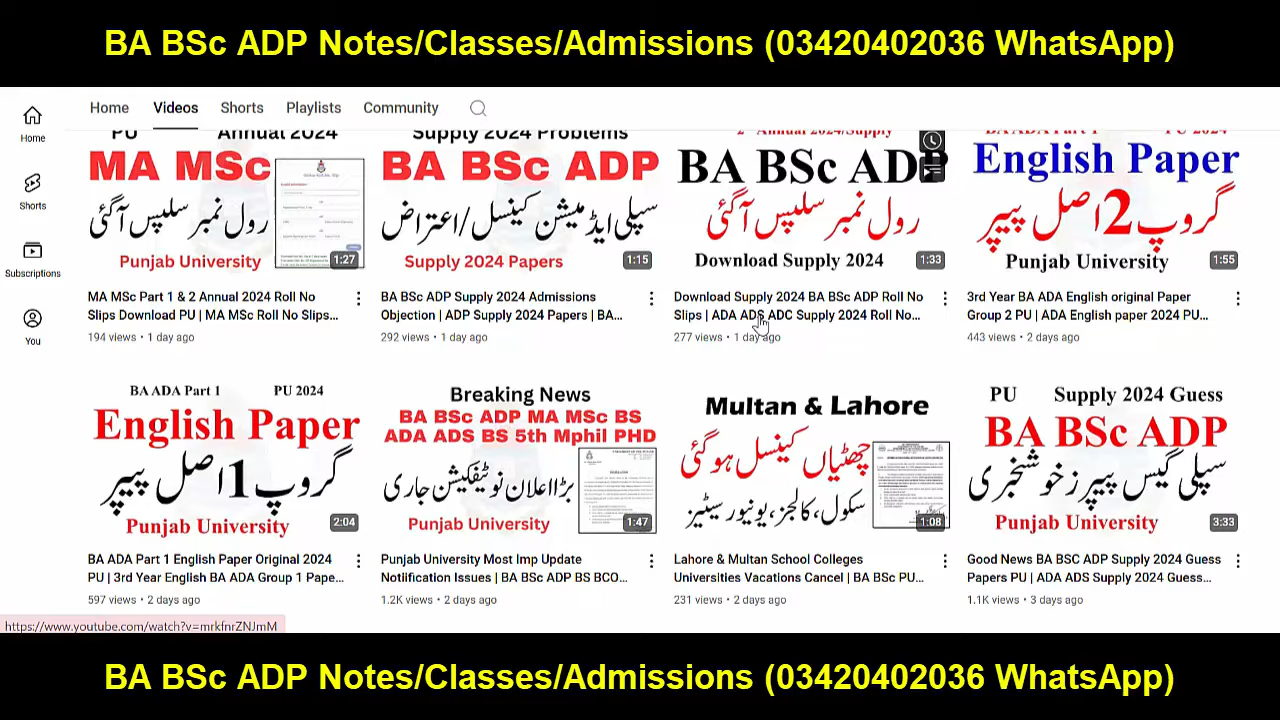 BA BSc ADP Notes/Classes/Admissions (03420402036 WhatsApp)
Home Videos Shorts Playlists Community
Home
Shorts
Subscriptions
You
PU Annual 2024
MA MSc
رول نمبر سلپس آگئی
Punjab University
1:27
MA MSc Part 1 & 2 Annual 2024 Roll No
Slips Download PU | MA MSc Roll No Slips...
194 views • 1 day ago
Supply 2024 Problems
BA BSc ADP
سپلی ایڈمیشن کینسل/اعتراض
Supply 2024 Papers
1:15
BA BSc ADP Supply 2024 Admissions
Objection | ADP Supply 2024 Papers | BA...
292 views • 1 day ago
Annual 2024/Supply
BA BSc ADP
رول نمبر سلپس آگئی
Download Supply 2024
1:33
Download Supply 2024 BA BSc ADP Roll No
Slips | ADA ADS ADC Supply 2024 Roll No...
277 views • 1 day ago
BA ADA Part 1 PU 2024
English Paper
گروپ 2 اصل پیپر
Punjab University
1:55
3rd Year BA ADA English original Paper
Group 2 PU | ADA English paper 2024 PU...
443 views • 2 days ago
BA ADA Part 1 PU 2024
English Paper
گروپ 1 اصل پیپر
Punjab University
2:04
BA ADA Part 1 English Paper Original 2024
PU | 3rd Year English BA ADA Group 1 Pape...
597 views • 2 days ago
Breaking News
BA BSc ADP MA MSc BS
ADA ADS BS 5th Mphil PHD
بڑا اعلان نوٹفکیشن جاری
Punjab University
1:47
Punjab University Most Imp Update
Notiification Issues | BA BSc ADP BS BCO...
1.2K views • 2 days ago
Multan & Lahore
چھٹیاں کینسل ہو گئی
سکول، کالجز، یونیورسیٹیز
1:08
Lahore & Multan School Colleges
Universities Vacations Cancel | BA BSc PU...
231 views • 2 days ago
PU Supply 2024 Guess
BA BSc ADP
سپلی گیس پیپرز خوشخبری
Punjab University
3:33
Good News BA BSC ADP Supply 2024 Guess
Papers PU | ADA ADS Supply 2024 Guess...
1.1K views • 3 days ago
https://www.youtube.com/watch?v=mrkfnrZNJmM
BA BSc ADP Notes/Classes/Admissions (03420402036 WhatsApp)